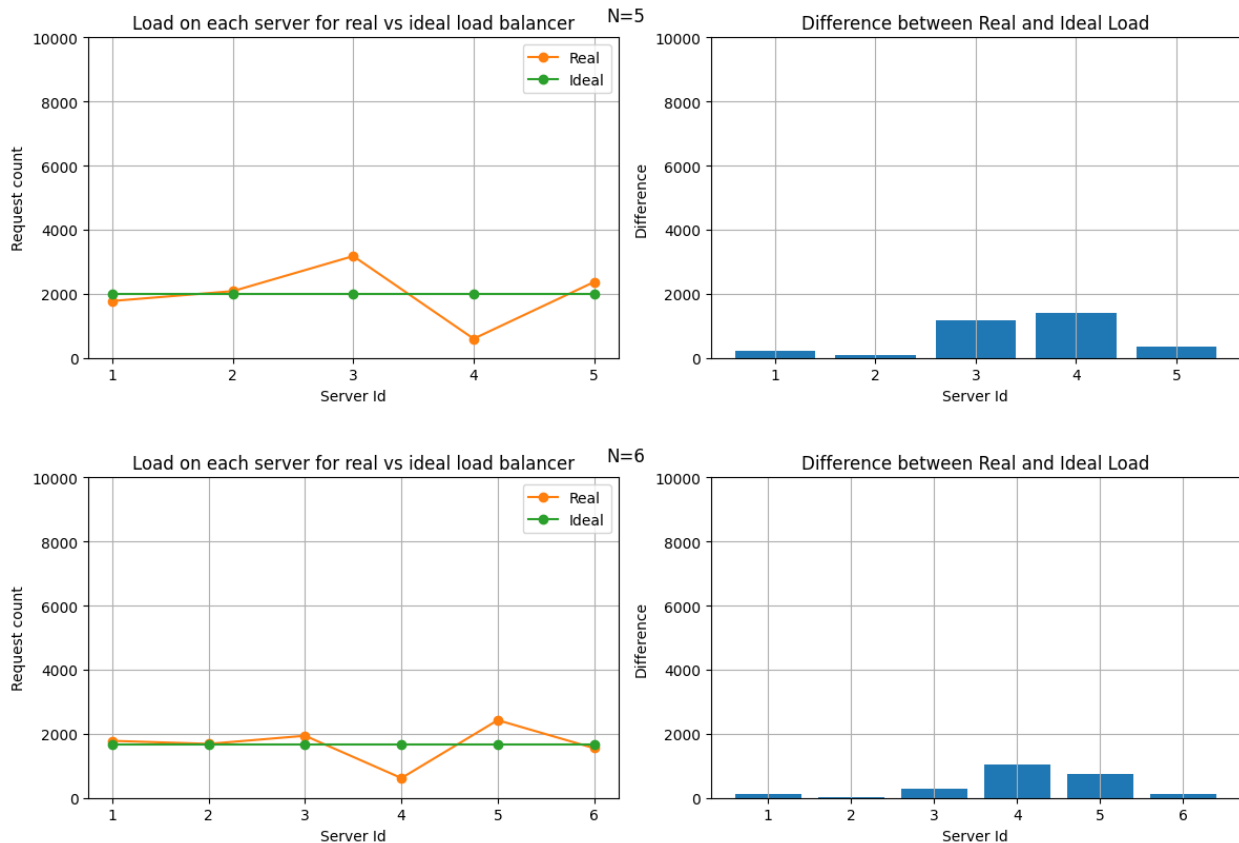 N=5
Load on each server for real vs ideal load balancer
Request count
10000
8000
6000
4000
2000
0
Real
Ideal
1 2 3 4 5
Server Id
Difference between Real and Ideal Load
Difference
10000
8000
6000
4000
2000
0
1 2 3 4 5
Server Id
N=6
Load on each server for real vs ideal load balancer
Request count
10000
8000
6000
4000
2000
0
Real
Ideal
1 2 3 4 5 6
Server Id
Difference between Real and Ideal Load
Difference
10000
8000
6000
4000
2000
0
1 2 3 4 5 6
Server Id